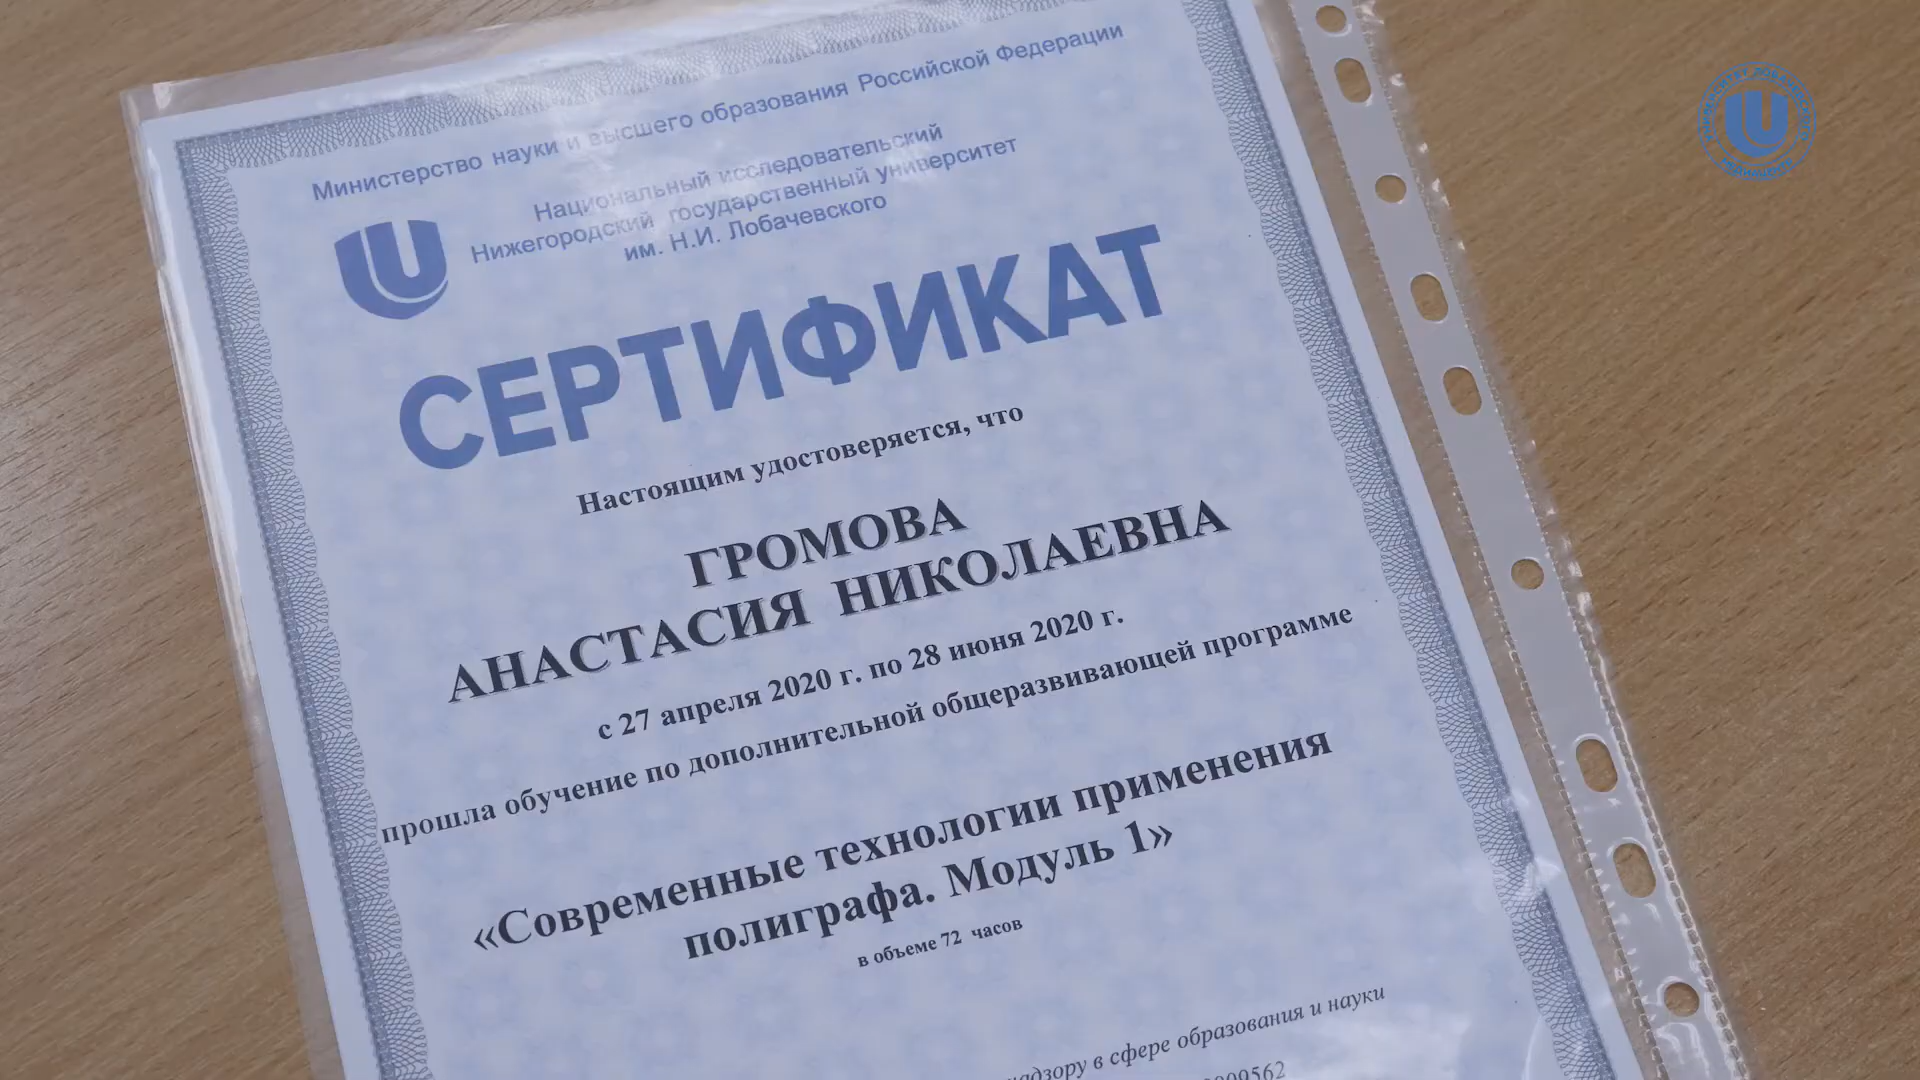 Министерство науки и высшего образования Российской Федерации
Национальный исследовательский
Нижегородский государственный университет
им. Н.И. Лобачевского
СЕРТИФИКАТ
Настоящим удостоверяется, что
ГРОМОВА
АНАСТАСИЯ НИКОЛАЕВНА
с 27 апреля 2020 г. по 28 июня 2020 г.
прошла обучение по дополнительной общеразвивающей программе
«Современные технологии применения
полиграфа. Модуль 1»
в объеме 72 часов
в сфере образования и науки